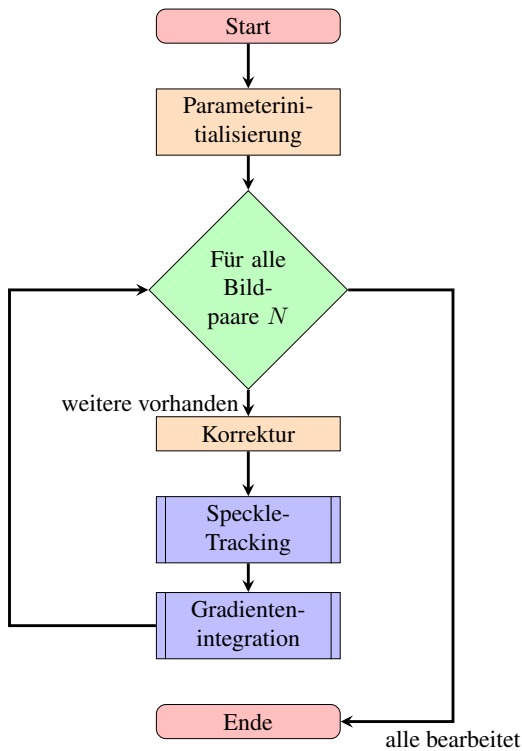 Start
Parameterini-
tialisierung
Für alle
Bild-
paare N
weitere vorhanden
Korrektur
Speckle-
Tracking
Gradienten-
integration
Ende
alle bearbeitet